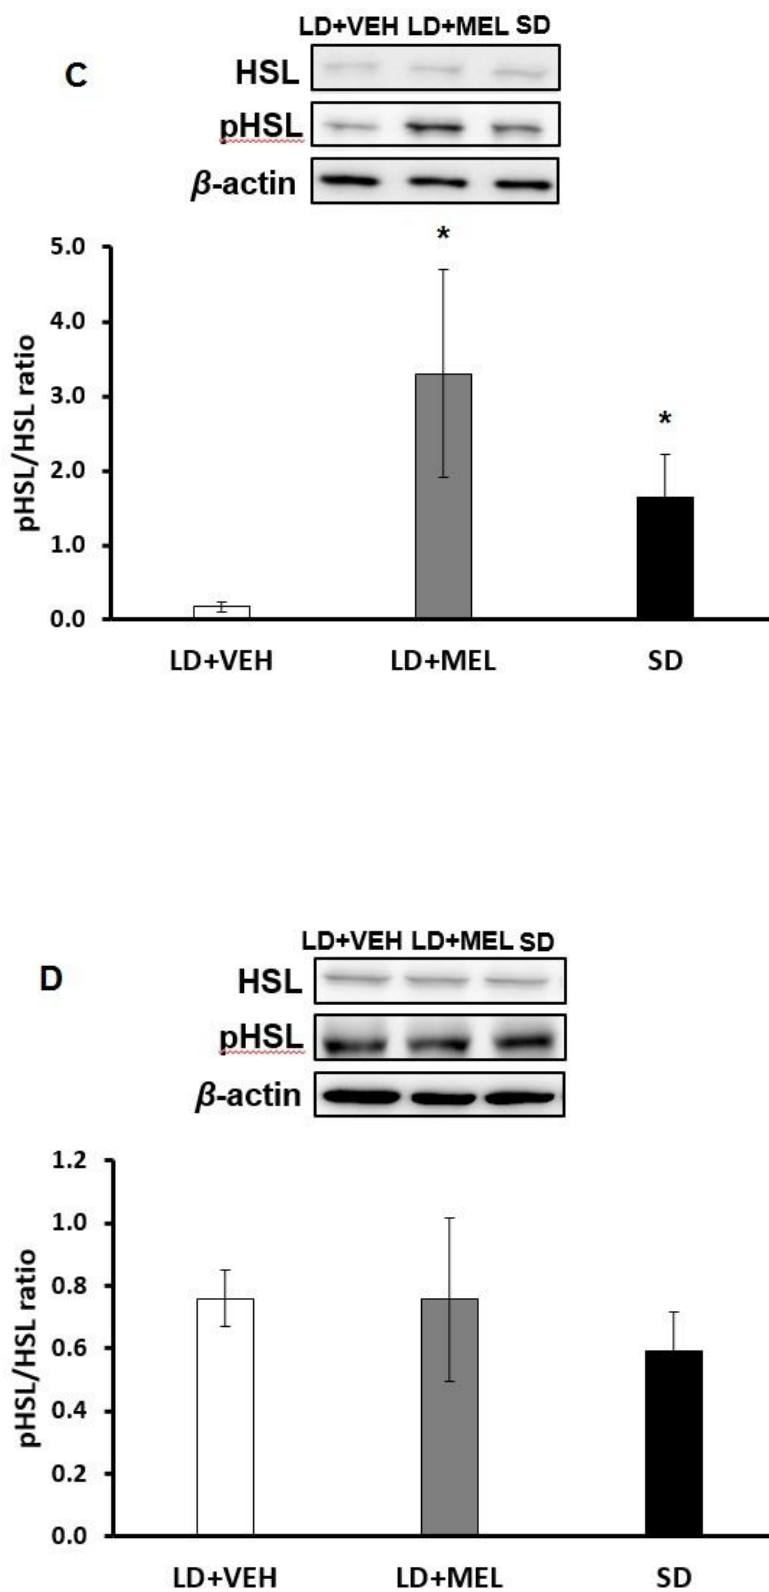 LD+VEH LD+MEL SD
C
HSL
pHSL
β-actin
*
*
5.0
4.0
3.0
2.0
1.0
0.0
pHSL/HSL ratio
LD+VEH LD+MEL SD
LD+VEH LD+MEL SD
D
HSL
pHSL
β-actin
1.2
1.0
0.8
0.6
0.4
0.2
0.0
pHSL/HSL ratio
LD+VEH LD+MEL SD